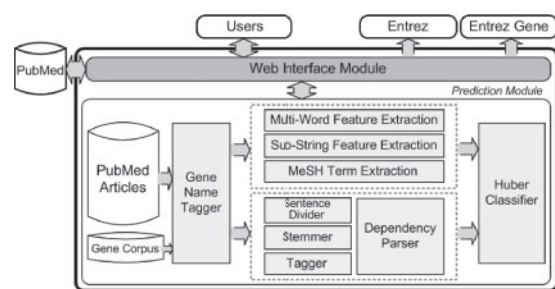 Users
Entrez
Entrez Gene
PubMed
Web Interface Module
Prediction Module
Multi-Word Feature Extraction
Sub-String Feature Extraction
MeSH Term Extraction
PubMed
Articles
Gene
Name
Tagger
Gene Corpus
Sentence
Divider
Stemmer
Tagger
Dependency
Parser
Huber
Classifier